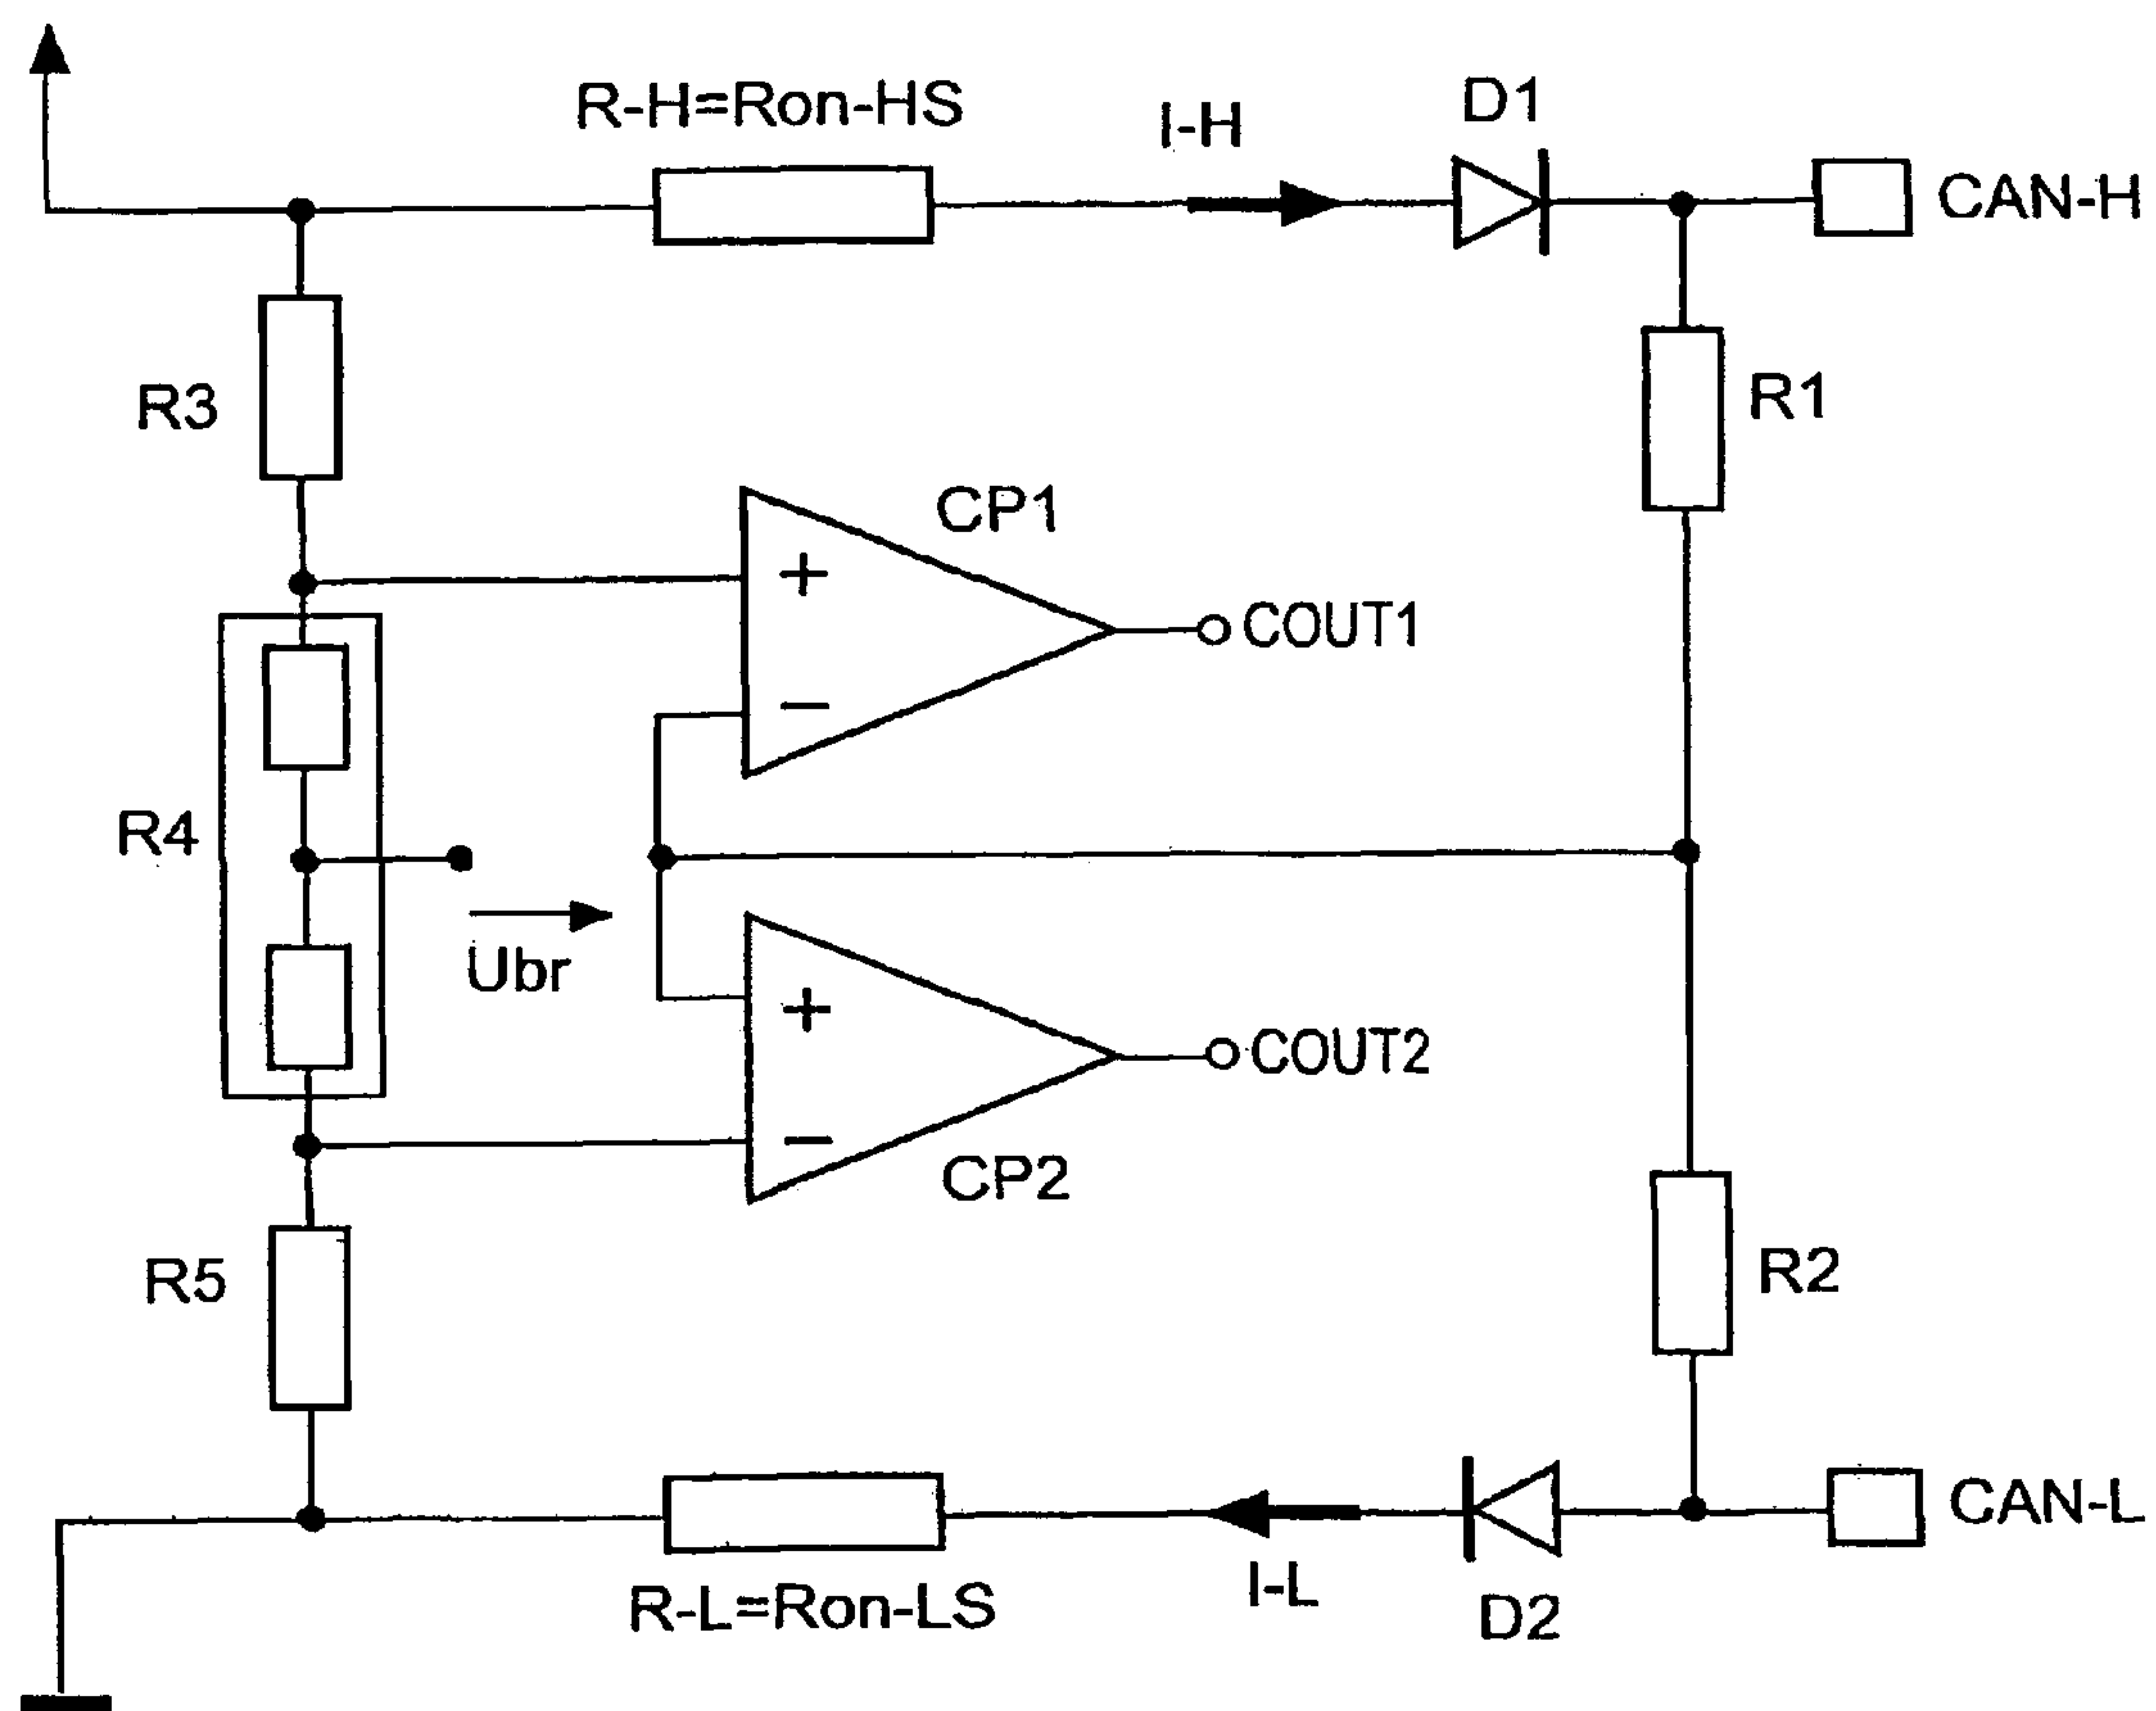 R-H=Ron-HS
I-H
D1
CAN-H
R3
R1
CP1
+
COUT1
−
R4
Ubr
+
COUT2
−
CP2
R5
R2
CAN-L
I-L
R-L=Ron-LS
D2